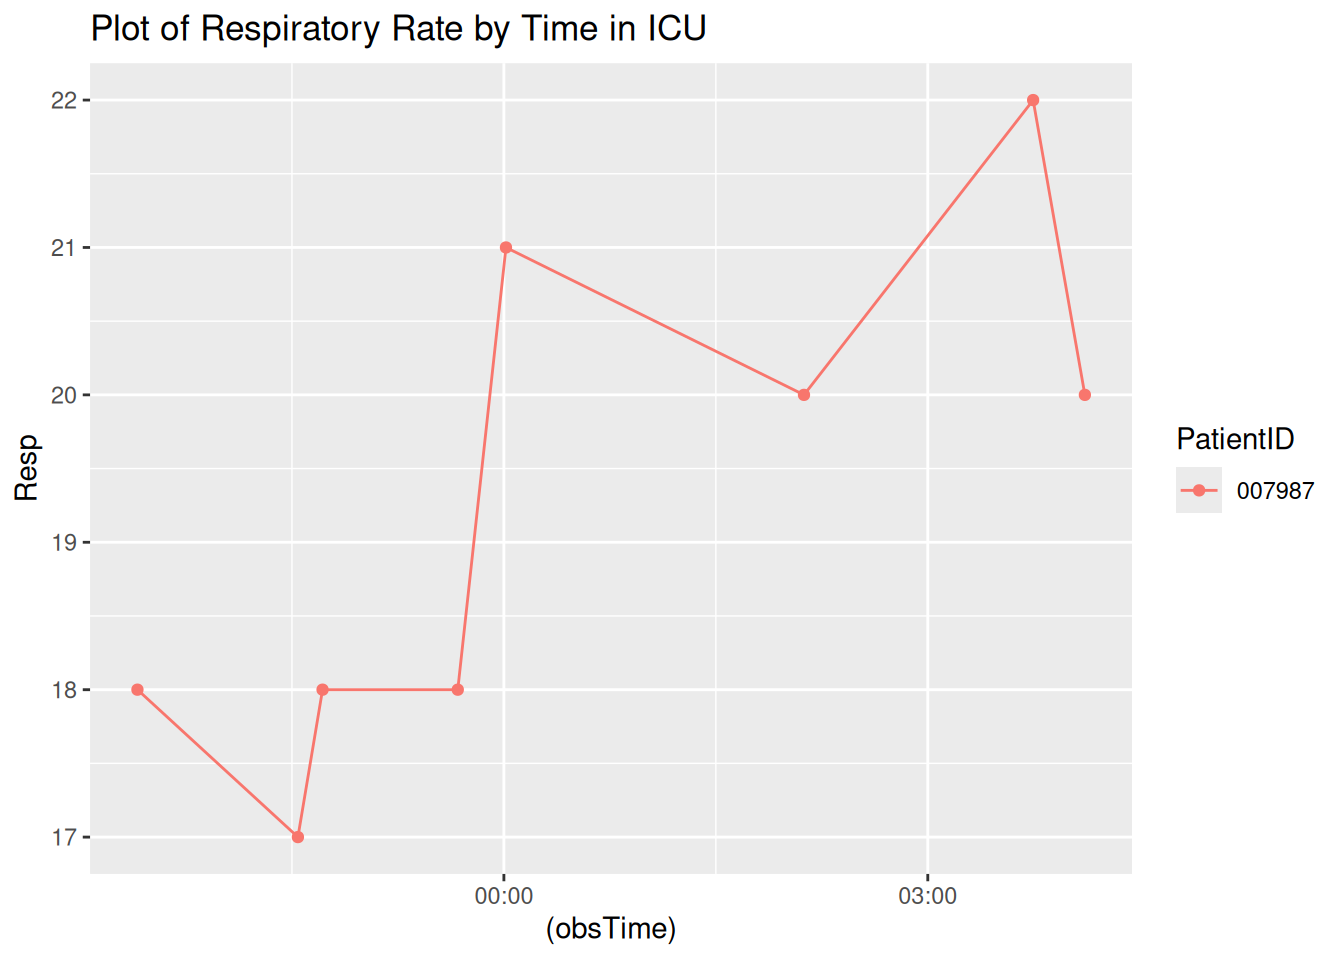 Plot of Respiratory Rate by Time in ICU
22
21
20
19
18
17
Resp
00:00
03:00
(obsTime)
PatientID
007987